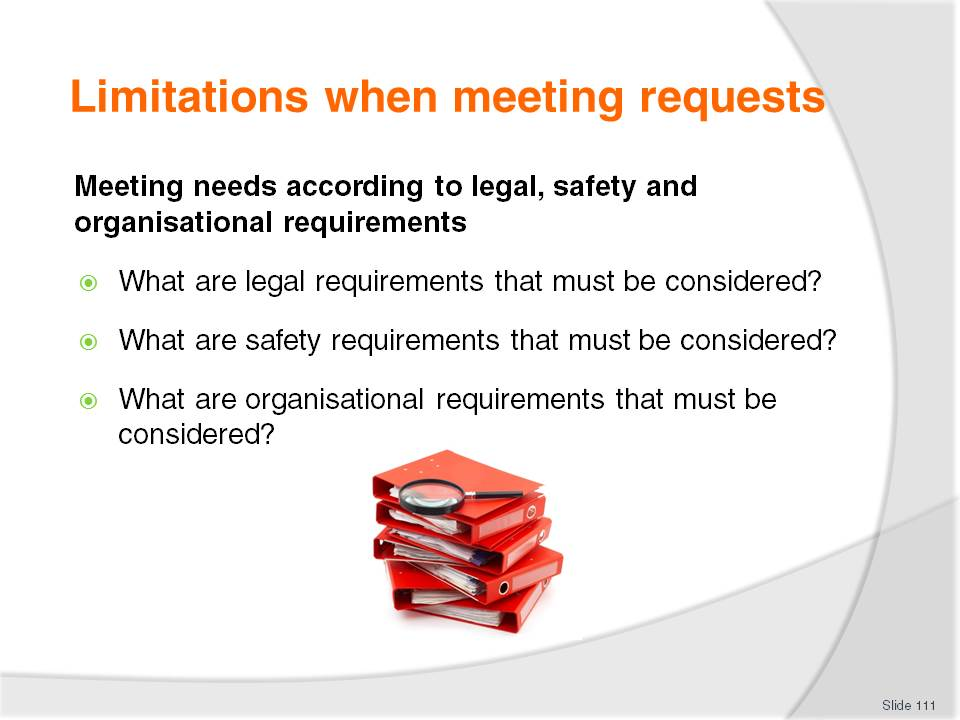 Limitations when meeting requests
Meeting needs according to legal, safety and
organisational requirements
What are legal requirements that must be considered?
What are safety requirements that must be considered?
What are organisational requirements that must be
considered?
Slide 111